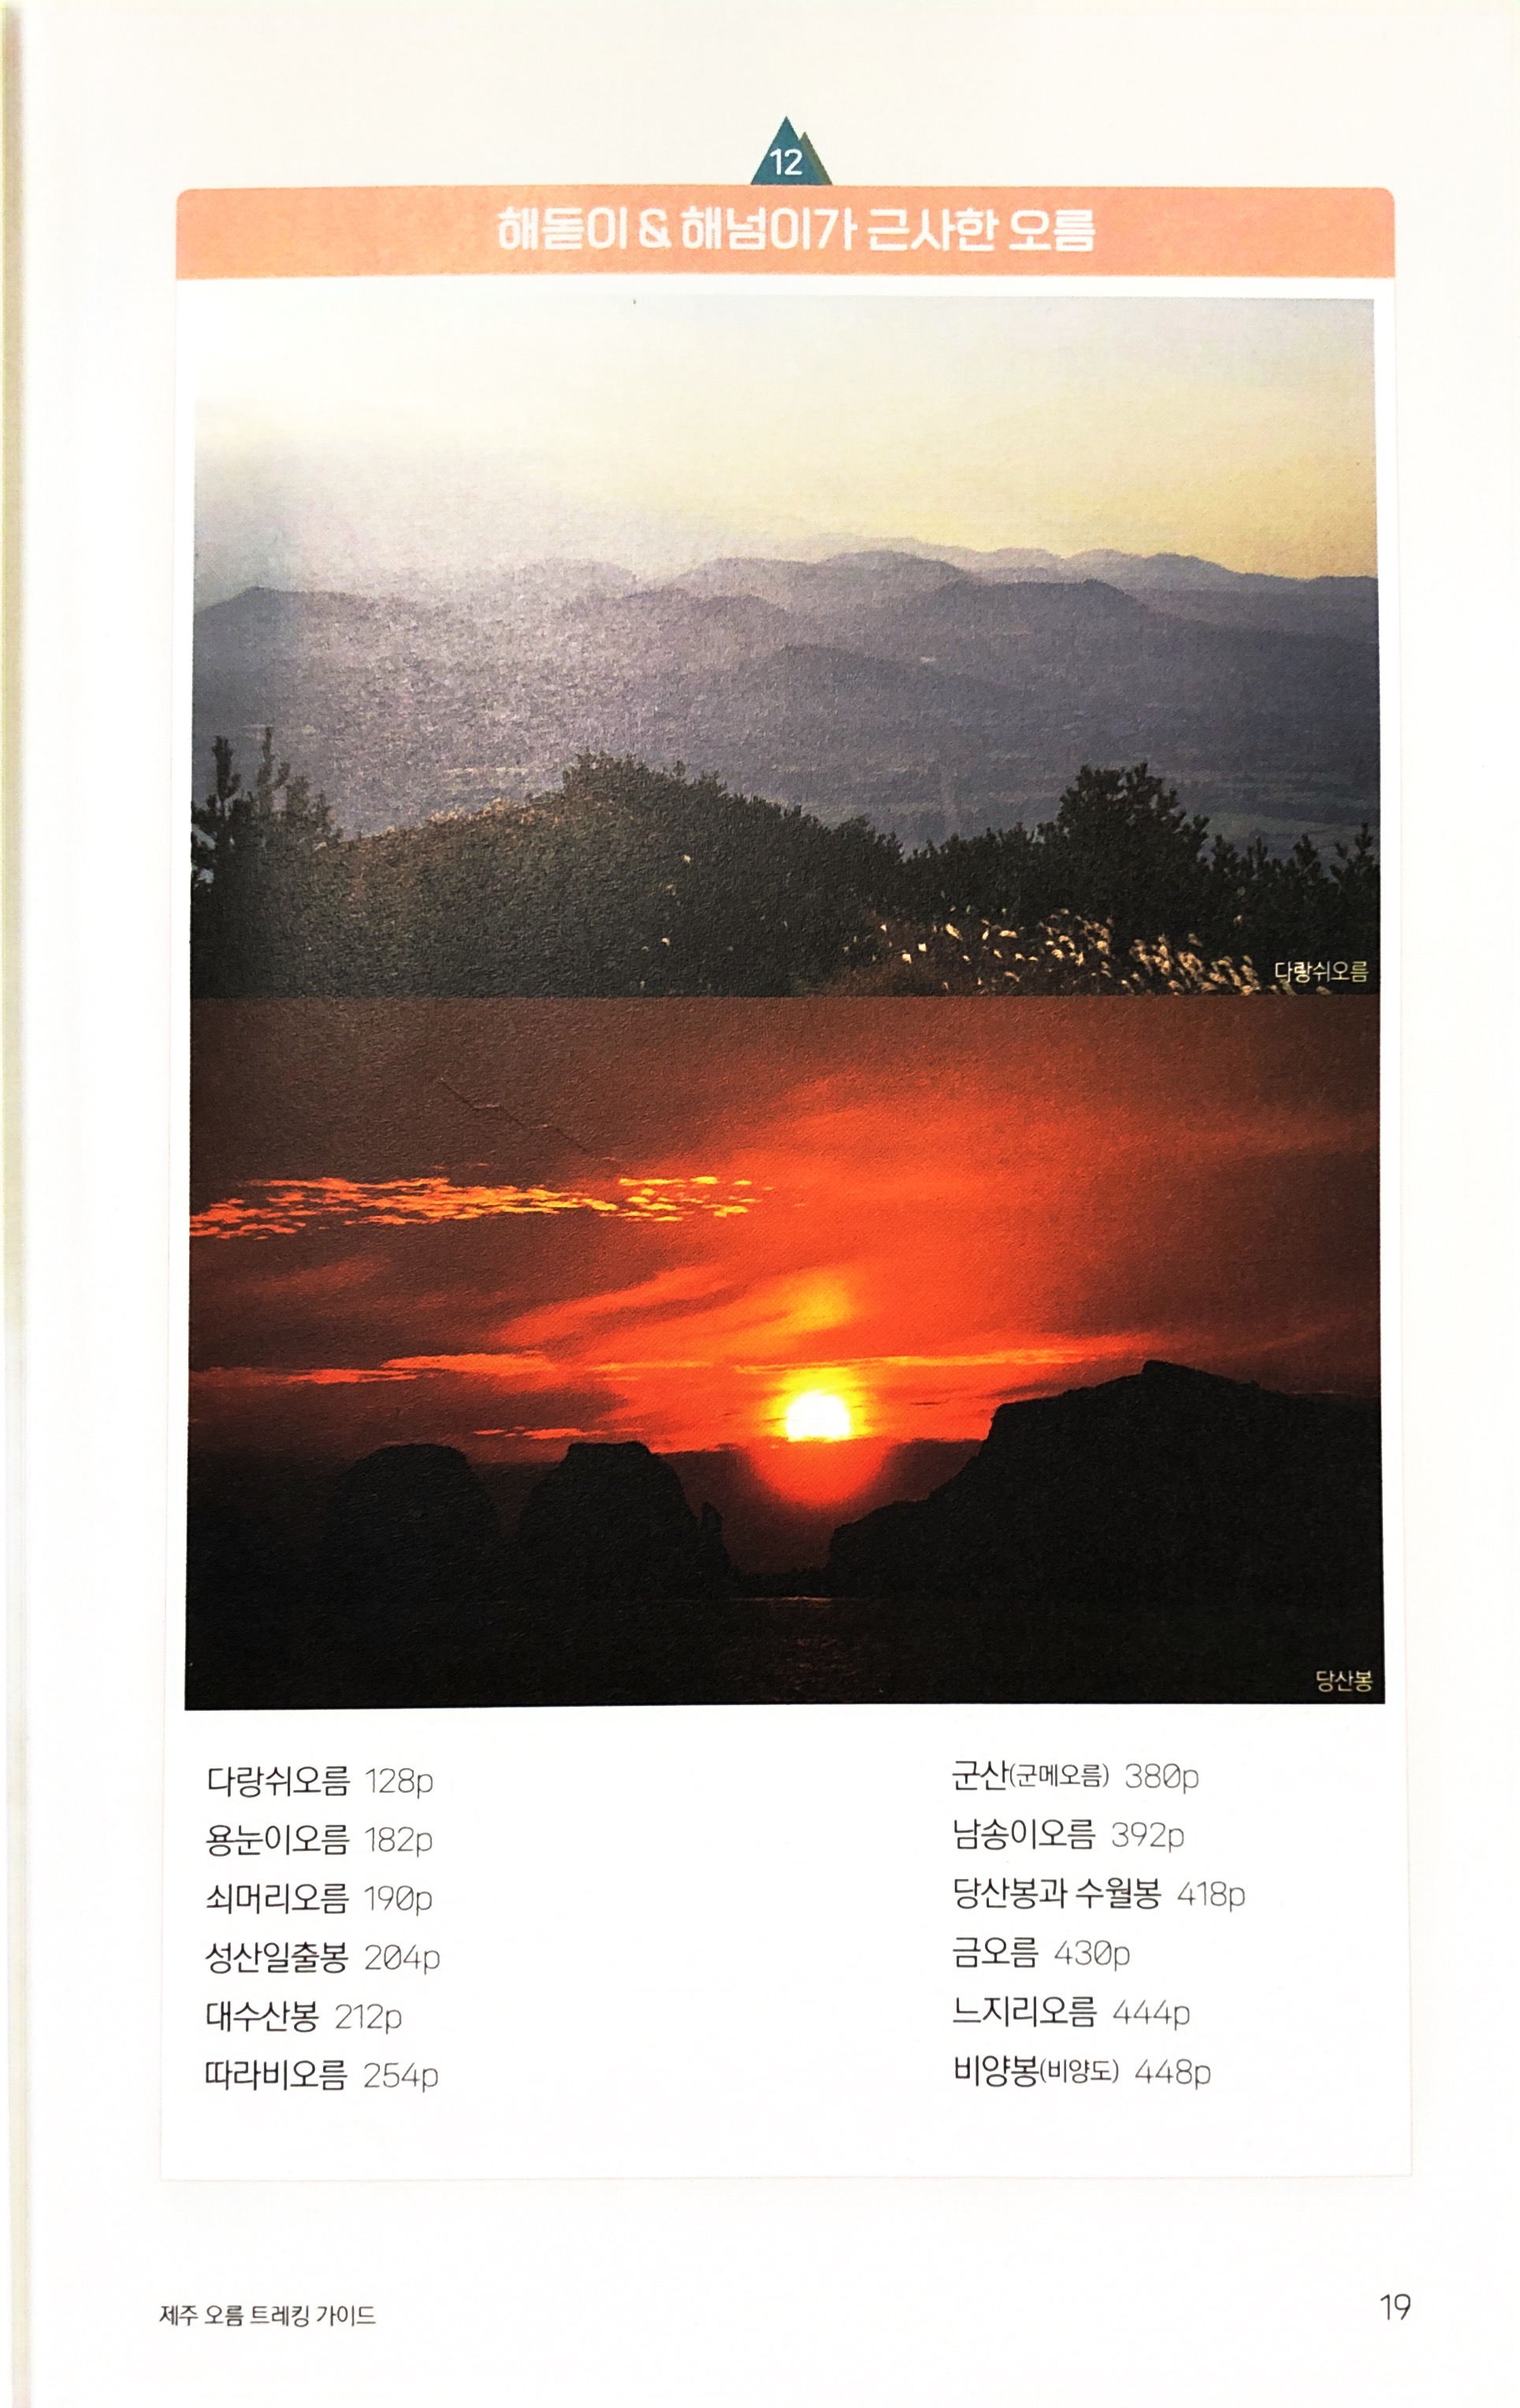 12
해돋이 & 해넘이가 근사한 오름
다랑쉬오름
당산봉
다랑쉬오름 128p
용눈이오름 182p
쇠머리오름 190p
성산일출봉 204p
대수산봉 212p
따라비오름 254p
군산(군메오름) 380p
남송이오름 392p
당산봉과 수월봉 418p
금오름 430p
느지리오름 444p
비양봉(비양도) 448p
제주 오름 트레킹 가이드
19